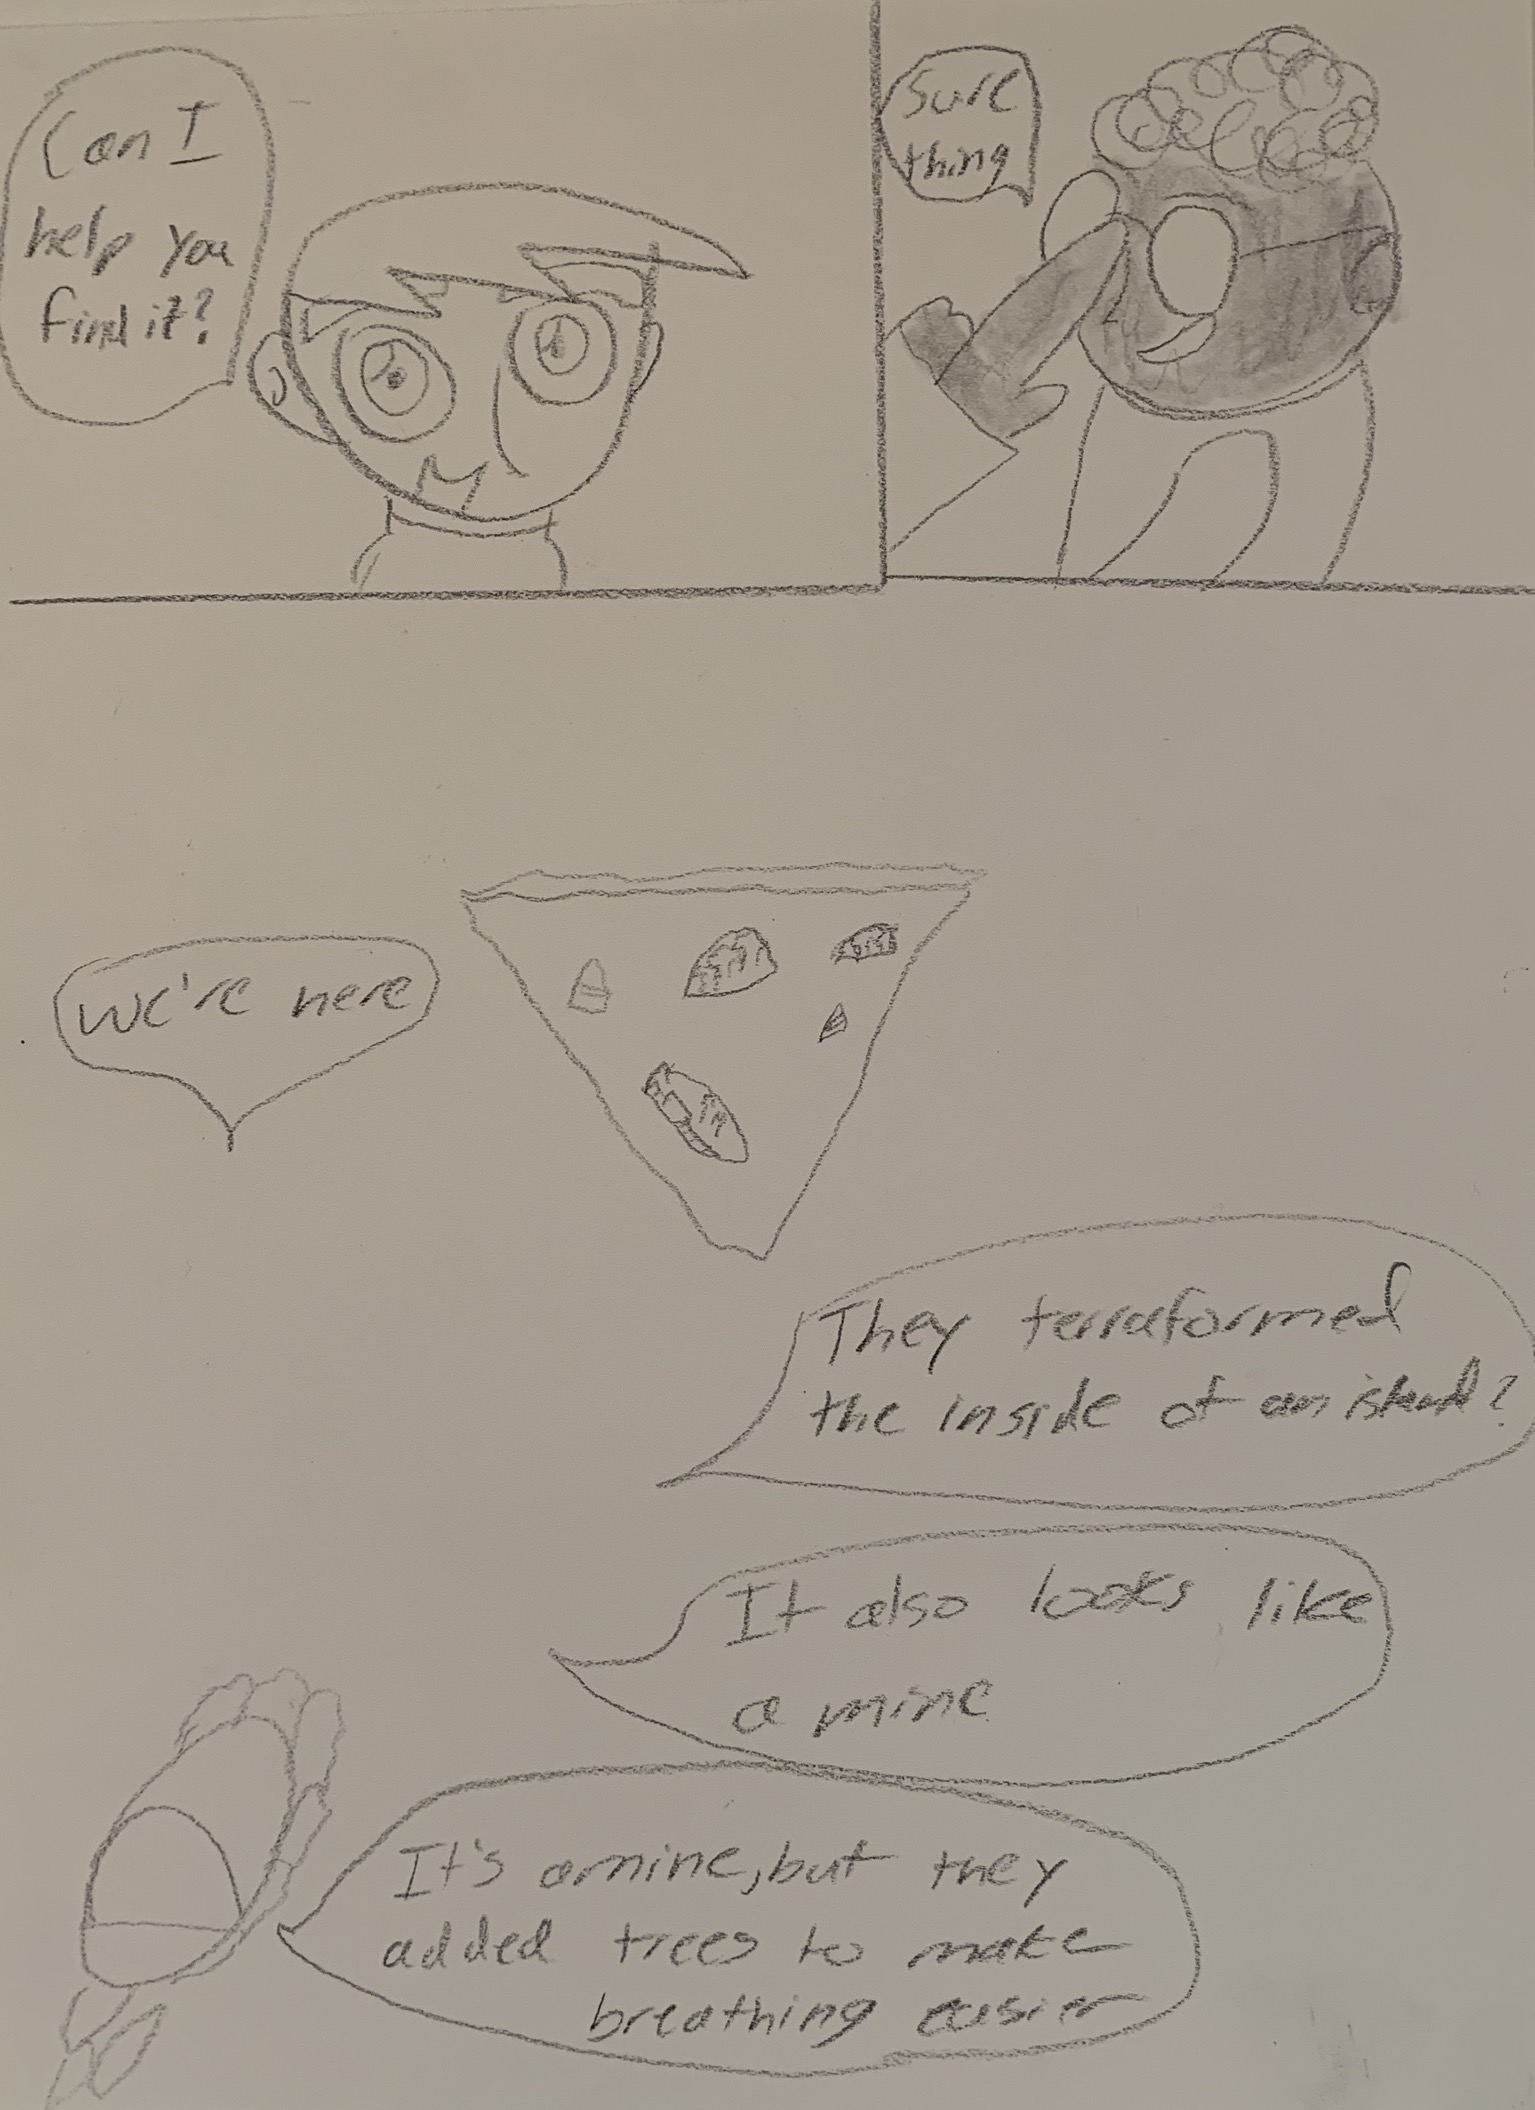 Can I
help you
find it?
Sure
thing
We're here
They terraformed
the inside of an island?
It also looks like
a mine
It's a mine, but they
added trees to make
breathing easier